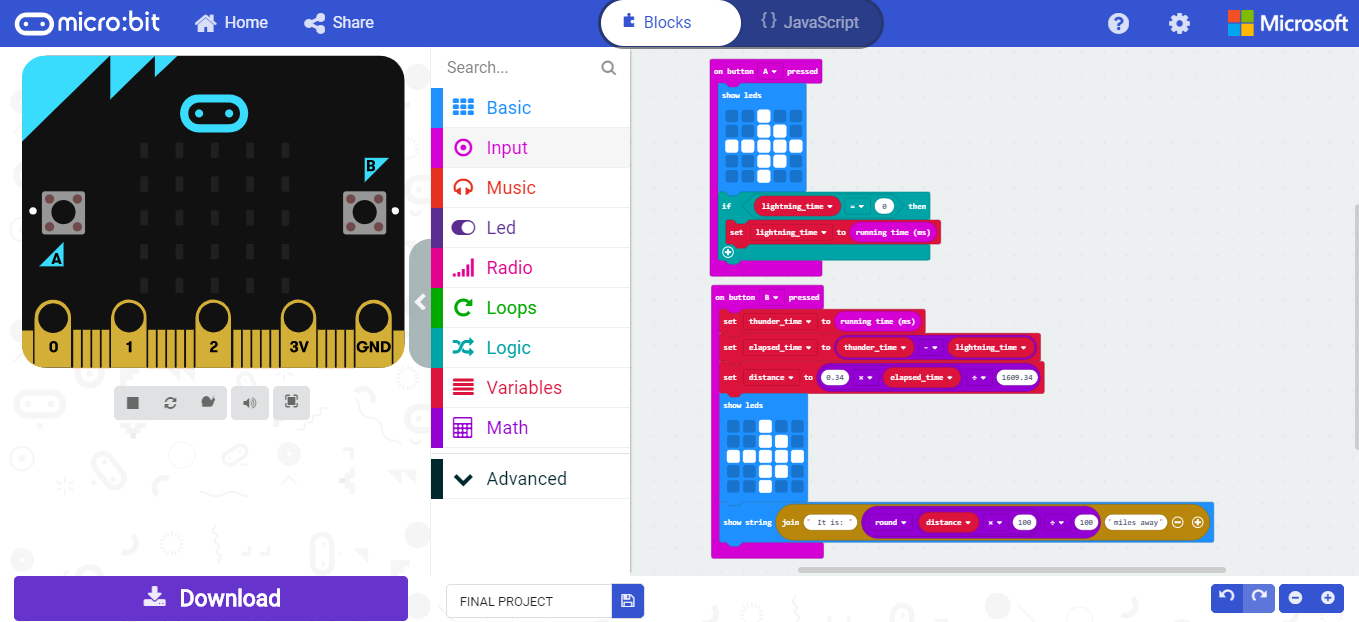 micro:bit Home Share Blocks {} JavaScript ? Microsoft
Search...
Basic
Input
Music
Led
Radio
Loops
Logic
Variables
Math
Advanced
B
A
0 1 2 3V GND
Download
FINAL PROJECT
on button A pressed
show leds
if lightning_time = 0 then
set lightning_time to running time (ms)
on button B pressed
set thunder_time to running time (ms)
set elapsed_time to thunder_time - lightning_time
set distance to 0.34 × elapsed_time ÷ 1609.34
show leds
show string join " It is: " round distance × 100 ÷ 100 "miles away"